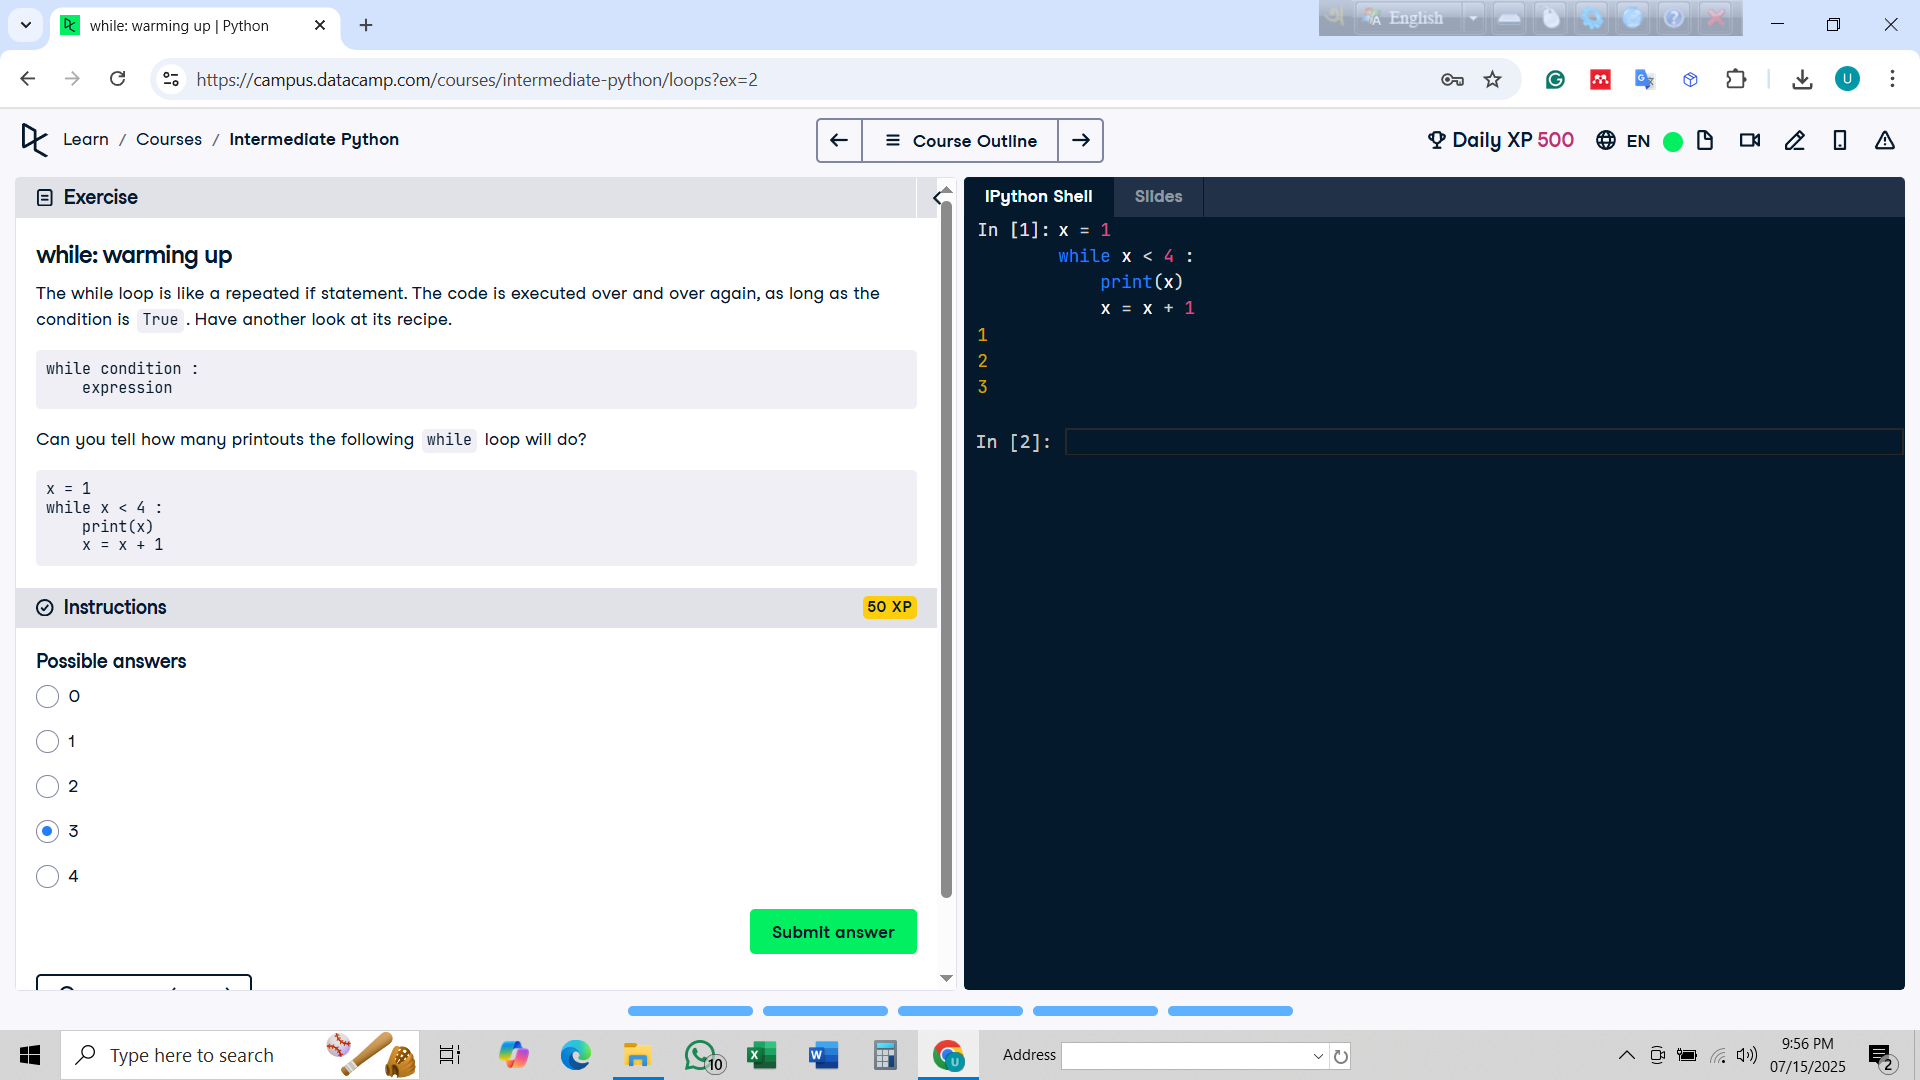 while: warming up | Python
English
https://campus.datacamp.com/courses/intermediate-python/loops?ex=2
U
Learn / Courses / Intermediate Python
Course Outline
Daily XP 500
EN
Exercise
while: warming up
The while loop is like a repeated if statement. The code is executed over and over again, as long as the
condition is True . Have another look at its recipe.
while condition :
    expression
Can you tell how many printouts the following while loop will do?
x = 1
while x < 4 :
    print(x)
    x = x + 1
Instructions
50 XP
Possible answers
0
1
2
3
4
Submit answer
IPython Shell
Slides
In [1]: x = 1
while x < 4 :
    print(x)
    x = x + 1
1
2
3
In [2]:
Type here to search
10
U
Address
9:56 PM
07/15/2025
2